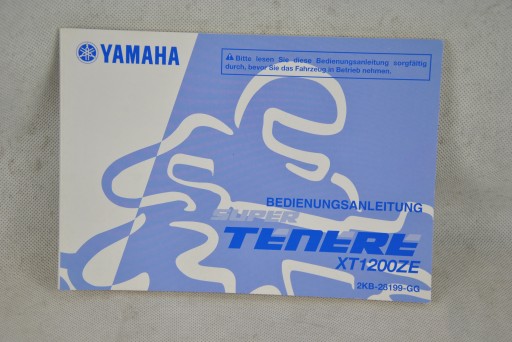 YAMAHA
Bitte lesen Sie diese Bedienungsanleitung sorgfältig
durch, bevor Sie das Fahrzeug in Betrieb nehmen.
BEDIENUNGSANLEITUNG
SUPER
TENERE
XT1200ZE
2KB-28199-GG